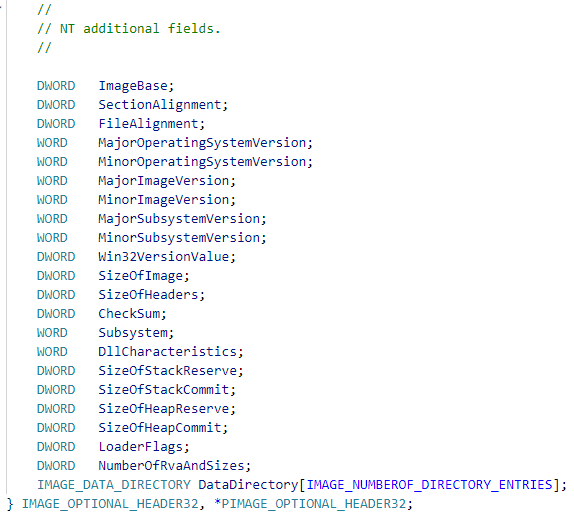 //
// NT additional fields.
//
DWORD ImageBase;
DWORD SectionAlignment;
DWORD FileAlignment;
WORD MajorOperatingSystemVersion;
WORD MinorOperatingSystemVersion;
WORD MajorImageVersion;
WORD MinorImageVersion;
WORD MajorSubsystemVersion;
WORD MinorSubsystemVersion;
DWORD Win32VersionValue;
DWORD SizeOfImage;
DWORD SizeOfHeaders;
DWORD CheckSum;
WORD Subsystem;
WORD DllCharacteristics;
DWORD SizeOfStackReserve;
DWORD SizeOfStackCommit;
DWORD SizeOfHeapReserve;
DWORD SizeOfHeapCommit;
DWORD LoaderFlags;
DWORD NumberOfRvaAndSizes;
IMAGE_DATA_DIRECTORY DataDirectory[IMAGE_NUMBEROF_DIRECTORY_ENTRIES];
} IMAGE_OPTIONAL_HEADER32, *PIMAGE_OPTIONAL_HEADER32;